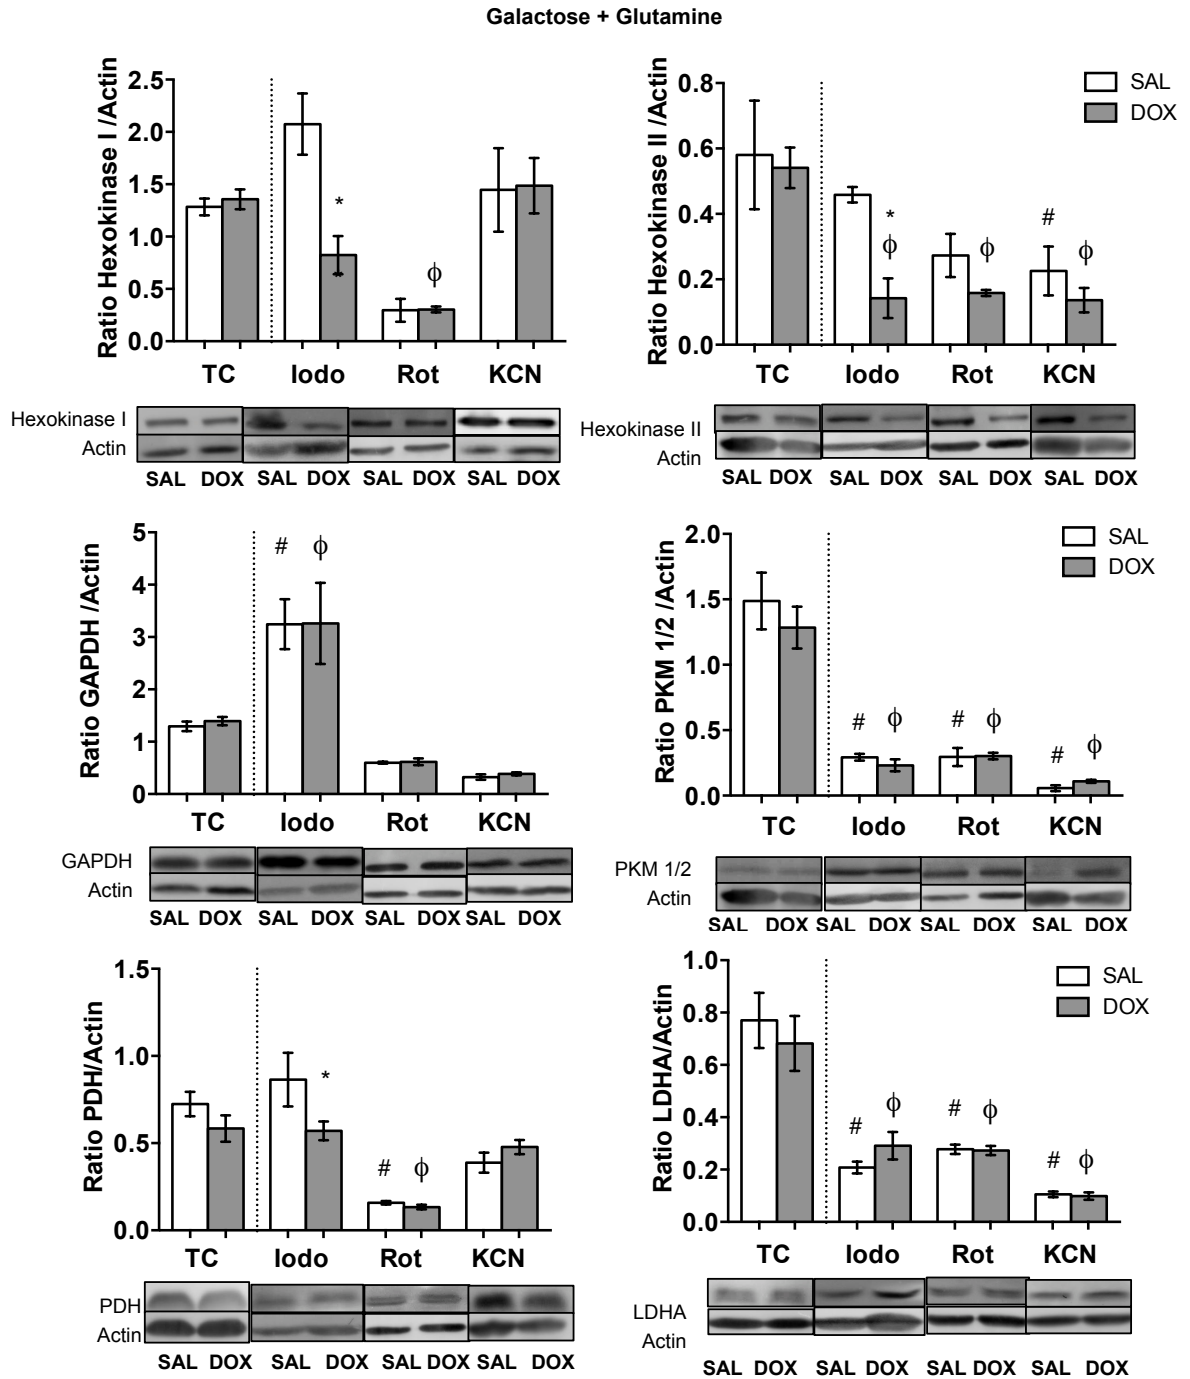 Galactose + Glutamine
Ratio Hexokinase I /Actin
2.5
2.0
1.5
1.0
0.5
0.0
*
*
ϕ
TC Iodo Rot KCN
Hexokinase I
Actin
SAL DOX SAL DOX SAL DOX SAL DOX
Ratio Hexokinase II /Actin
0.8
0.6
0.4
0.2
0.0
SAL
DOX
*
ϕ
ϕ
#
ϕ
TC Iodo Rot KCN
Hexokinase II
Actin
SAL DOX SAL DOX SAL DOX SAL DOX
Ratio GAPDH /Actin
5
4
3
2
1
0
# ϕ
TC Iodo Rot KCN
GAPDH
Actin
SAL DOX SAL DOX SAL DOX SAL DOX
Ratio PKM 1/2 /Actin
2.0
1.5
1.0
0.5
0.0
SAL
DOX
# ϕ # ϕ # ϕ
TC Iodo Rot KCN
PKM 1/2
Actin
SAL DOX SAL DOX SAL DOX SAL DOX
Ratio PDH/Actin
1.5
1.0
0.5
0.0
*
# ϕ
TC Iodo Rot KCN
PDH
Actin
SAL DOX SAL DOX SAL DOX SAL DOX
Ratio LDHA/Actin
1.0
0.8
0.6
0.4
0.2
0.0
SAL
DOX
# ϕ # ϕ # ϕ
TC Iodo Rot KCN
LDHA
Actin
SAL DOX SAL DOX SAL DOX SAL DOX